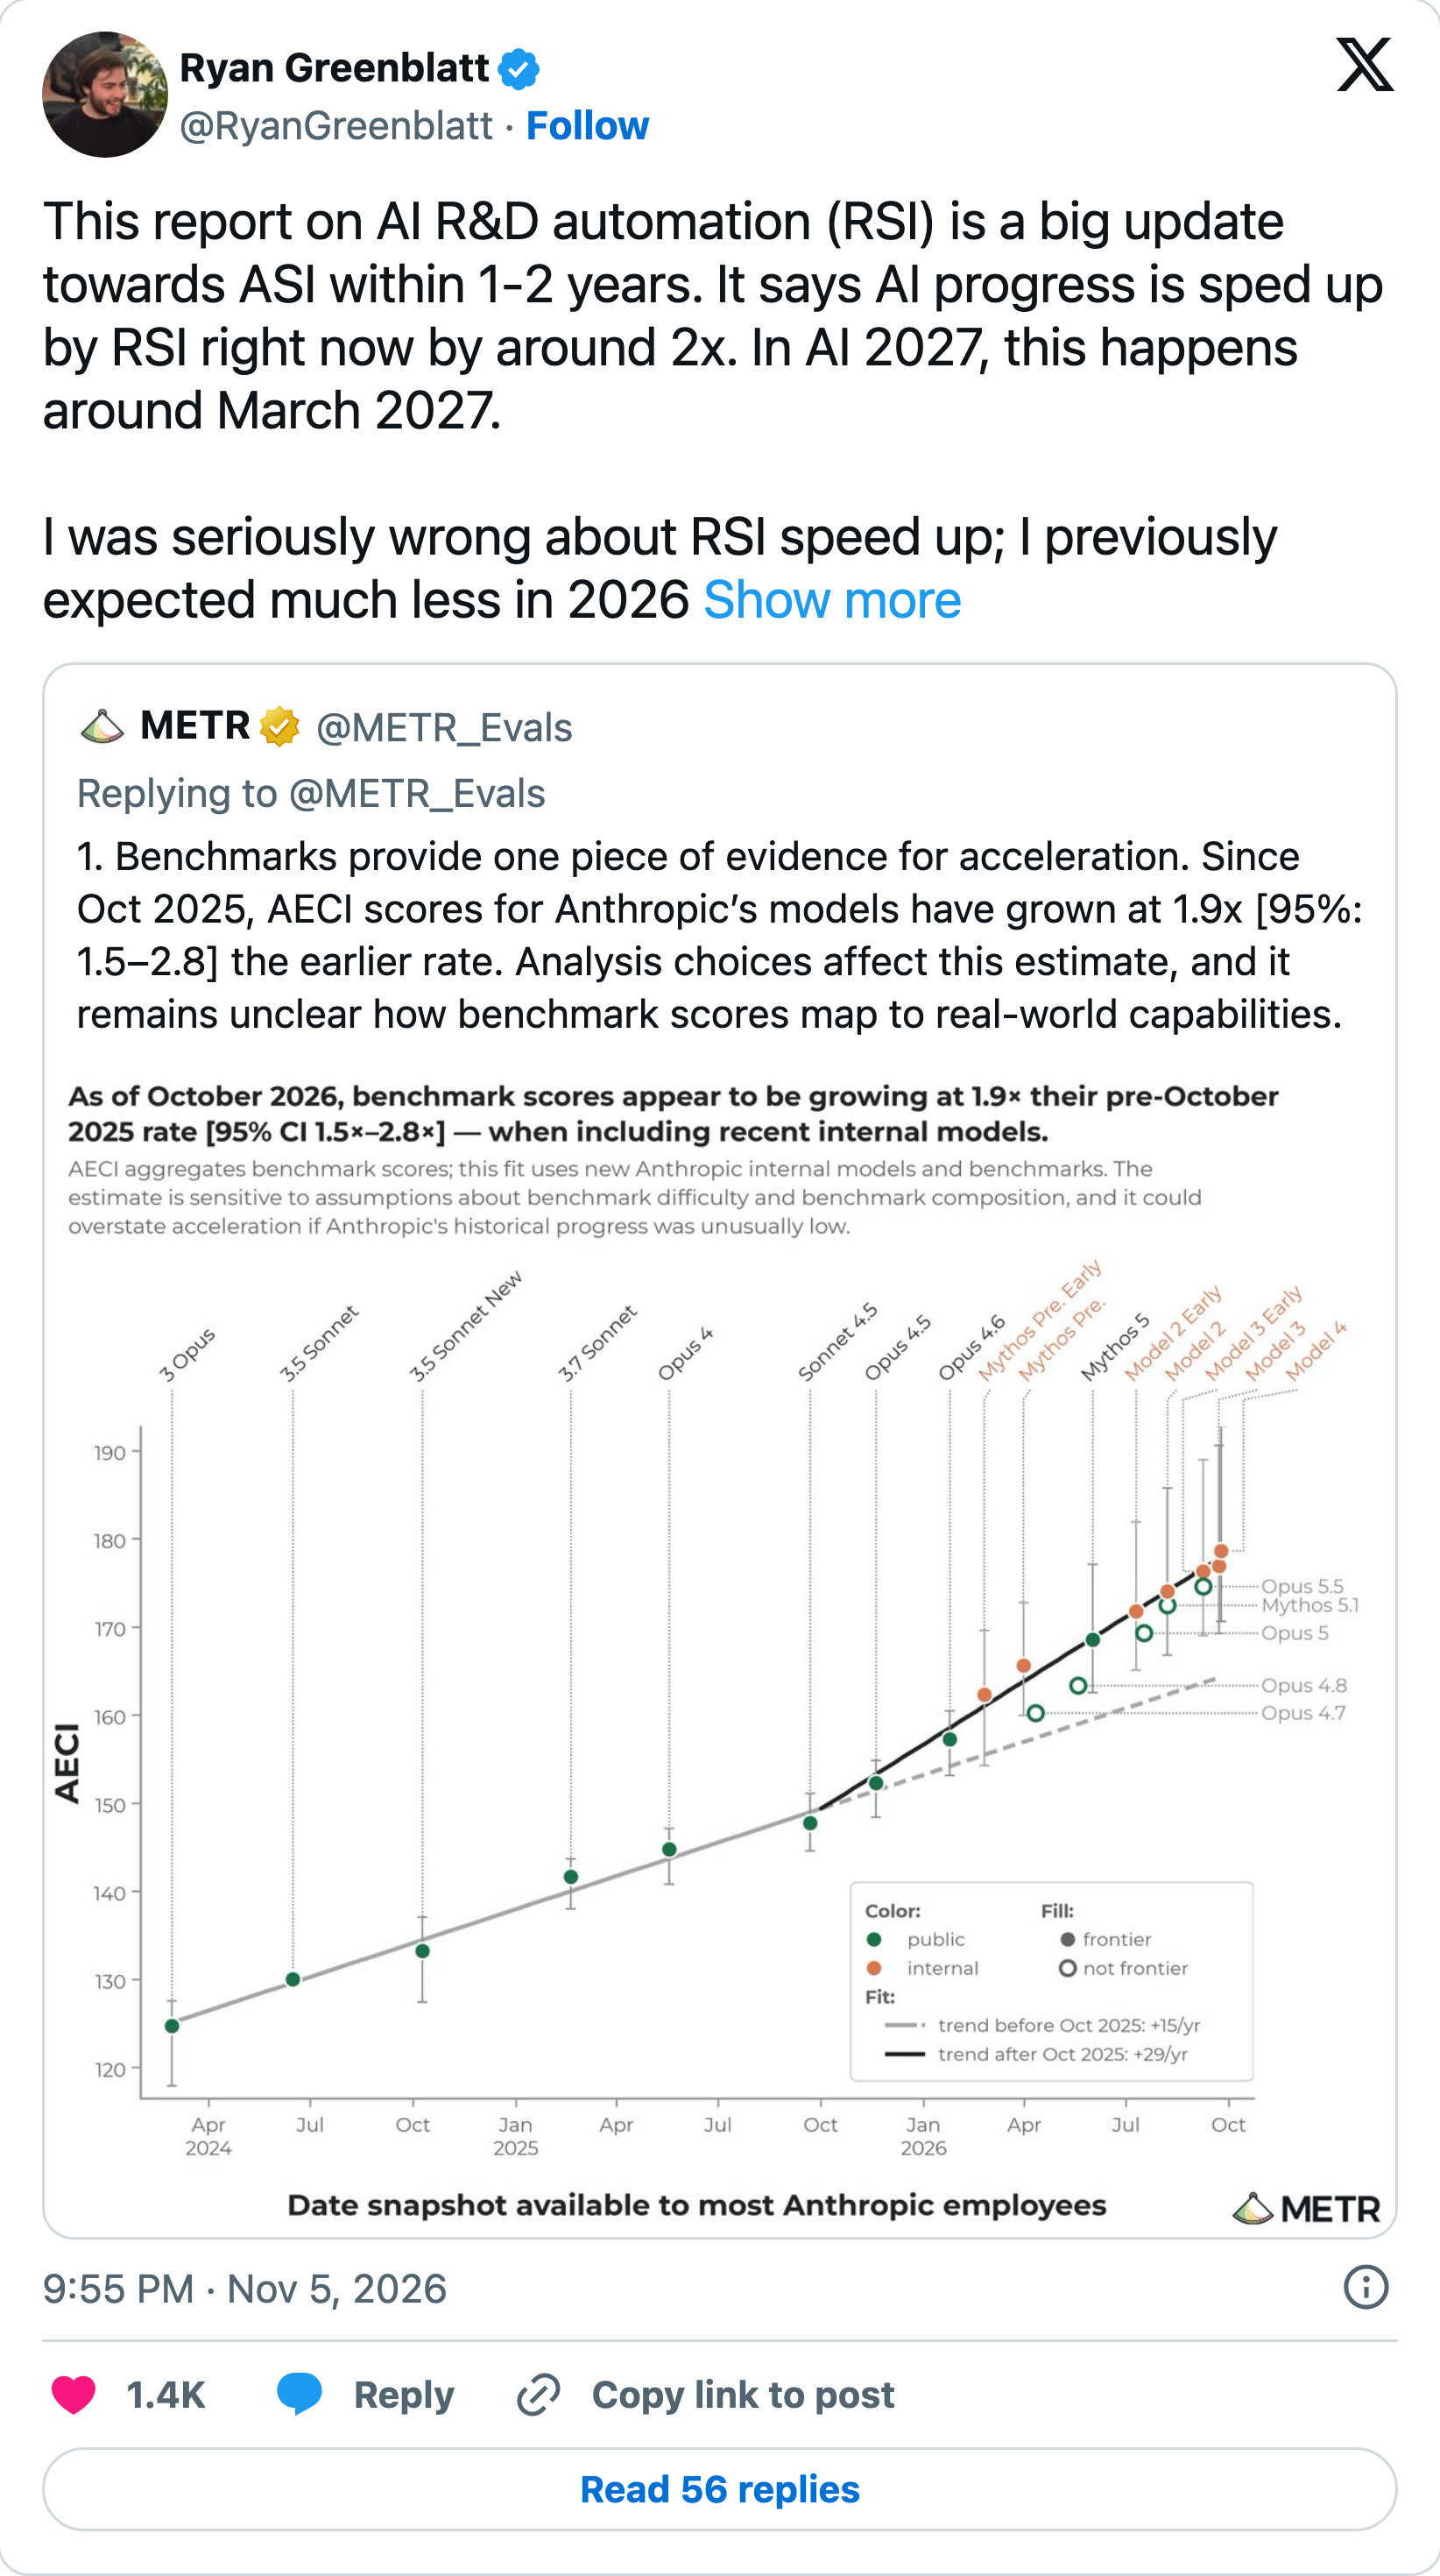 Ryan Greenblatt
@RyanGreenblatt · Follow
This report on AI R&D automation (RSI) is a big update
towards ASI within 1-2 years. It says AI progress is sped up
by RSI right now by around 2x. In AI 2027, this happens
around March 2027.
I was seriously wrong about RSI speed up; I previously
expected much less in 2026 Show more
METR @METR_Evals
Replying to @METR_Evals
1. Benchmarks provide one piece of evidence for acceleration. Since
Oct 2025, AECI scores for Anthropic’s models have grown at 1.9x [95%:
1.5–2.8] the earlier rate. Analysis choices affect this estimate, and it
remains unclear how benchmark scores map to real-world capabilities.
As of October 2026, benchmark scores appear to be growing at 1.9× their pre-October
2025 rate [95% CI 1.5×–2.8×] — when including recent internal models.
AECI aggregates benchmark scores; this fit uses new Anthropic internal models and benchmarks. The
estimate is sensitive to assumptions about benchmark difficulty and benchmark composition, and it could
overstate acceleration if Anthropic's historical progress was unusually low.
3 Opus
3.5 Sonnet
3.5 Sonnet New
3.7 Sonnet
Opus 4
Sonnet 4.5
Opus 4.5
Opus 4.6
Mythos Pre. Early
Mythos Pre.
Mythos 5
Model 2 Early
Model 2
Model 3 Early
Model 3
Model 4
190
180
170
160
150
140
130
120
AECI
Opus 5.5
Mythos 5.1
Opus 5
Opus 4.8
Opus 4.7
Color:
public
internal
Fill:
frontier
not frontier
Fit:
trend before Oct 2025: +15/yr
trend after Oct 2025: +29/yr
Apr
2024
Jul
Oct
Jan
2025
Apr
Jul
Oct
Jan
2026
Apr
Jul
Oct
Date snapshot available to most Anthropic employees
METR
9:55 PM · Nov 5, 2026
1.4K
Reply
Copy link to post
Read 56 replies